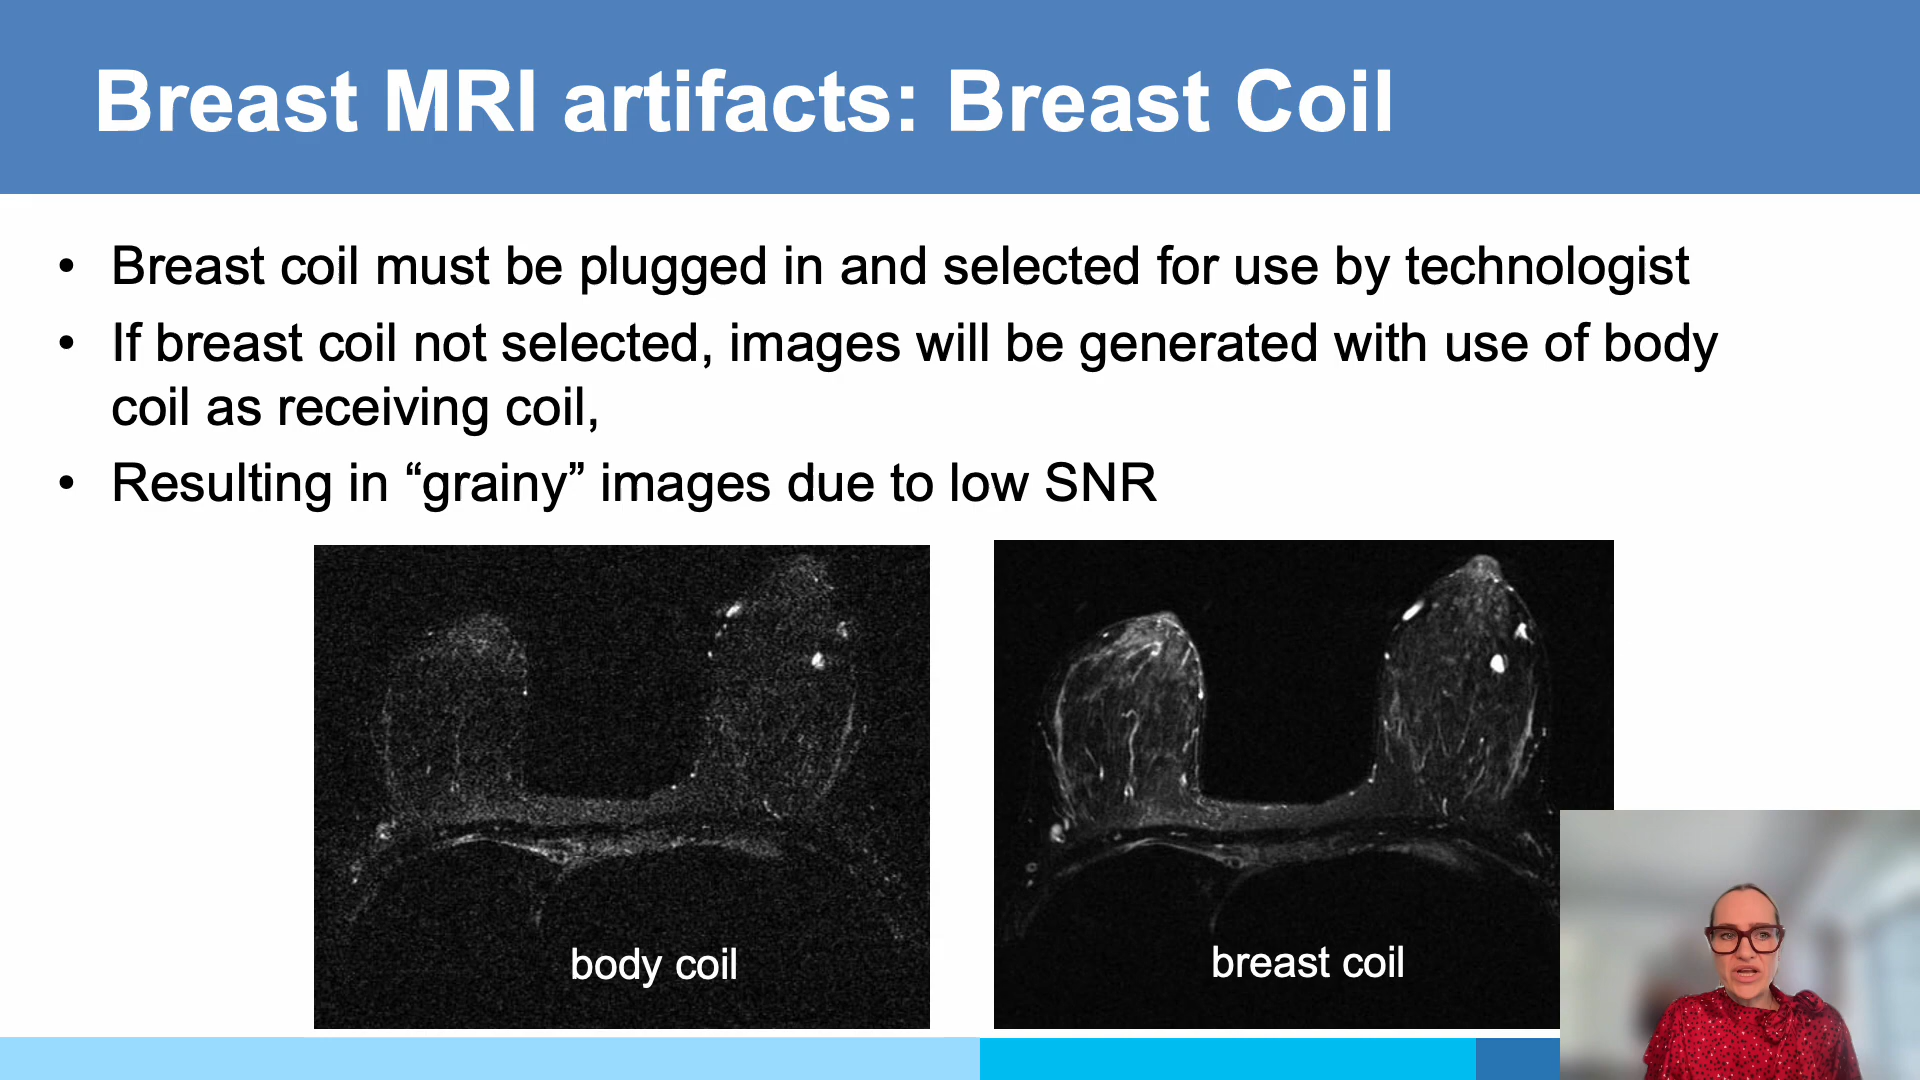 Breast MRI artifacts: Breast Coil
• Breast coil must be plugged in and selected for use by technologist
• If breast coil not selected, images will be generated with use of body
coil as receiving coil,
• Resulting in “grainy” images due to low SNR
body coil
breast coil